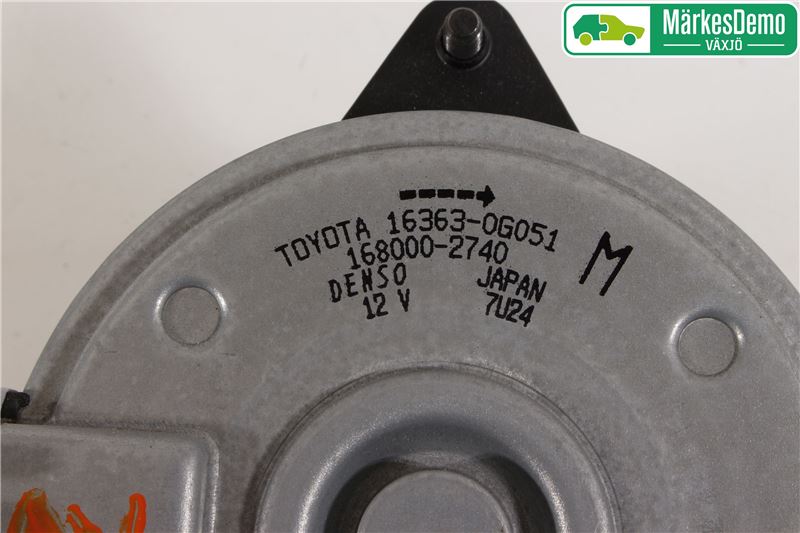 MärkesDemo
VÄXJÖ
TOYOTA 16363-0G051
168000-2740
DENSO JAPAN
12 V 7U24
M